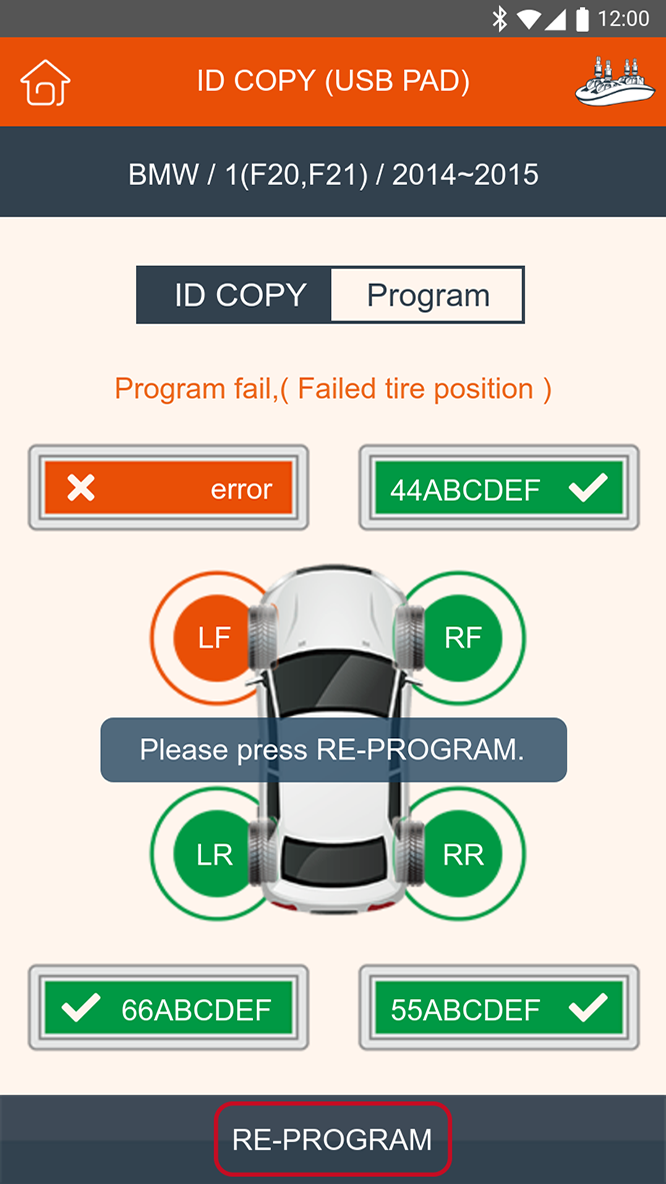 12:00
ID COPY (USB PAD)
BMW / 1(F20,F21) / 2014~2015
ID COPY Program
Program fail,( Failed tire position )
error 44ABCDEF
LF RF
Please press RE-PROGRAM.
LR RR
66ABCDEF 55ABCDEF
RE-PROGRAM